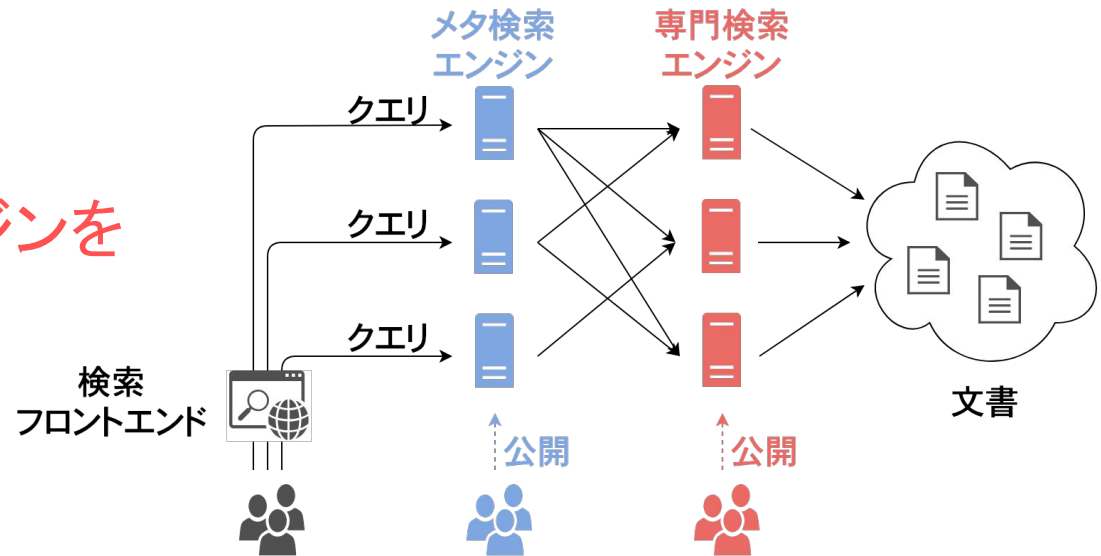 メタ検索
エンジン
専門検索
エンジン
クエリ
ジンを
クエリ
クエリ
検索
フロントエンド
文書
公開
公開